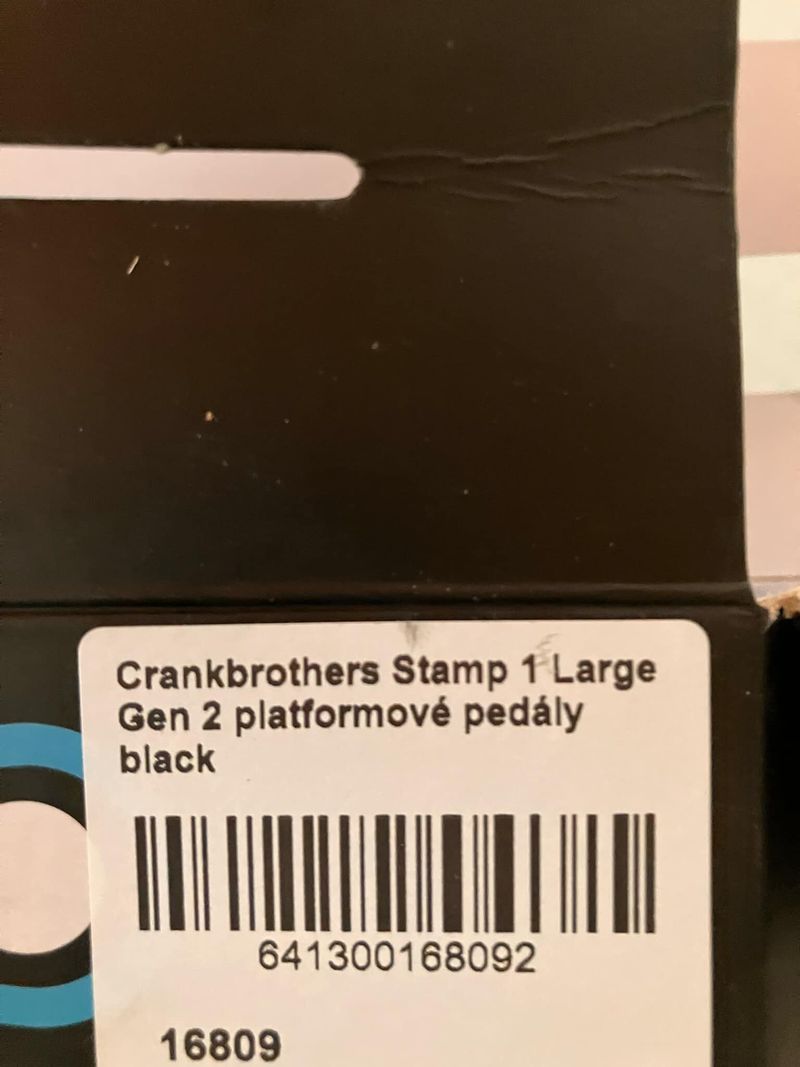 Crankbrothers Stamp 1 Large
Gen 2 platformové pedály
black
641300168092
16809